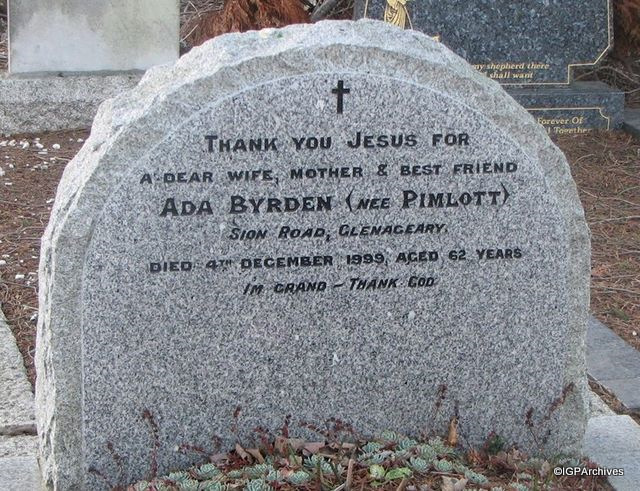 my shepherd there
shall want
Forever Of
Together
THANK YOU JESUS FOR
A DEAR WIFE, MOTHER & BEST FRIEND
ADA BYRDEN (NEE PIMLOTT)
SION ROAD, GLENAGEARY.
DIED 4TH DECEMBER 1999, AGED 62 YEARS
IM GRAND – THANK GOD
©IGPArchives